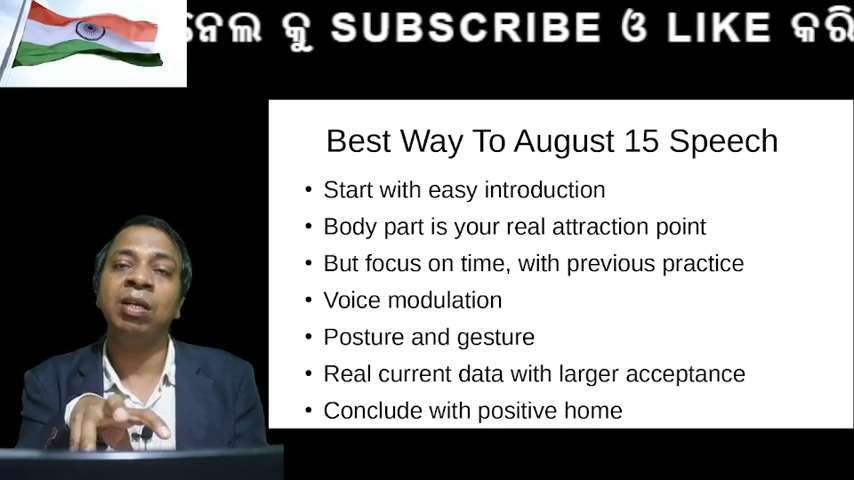 ନେଲ କୁ SUBSCRIBE ଓ LIKE କରି
Best Way To August 15 Speech
• Start with easy introduction
• Body part is your real attraction point
• But focus on time, with previous practice
• Voice modulation
• Posture and gesture
• Real current data with larger acceptance
• Conclude with positive home